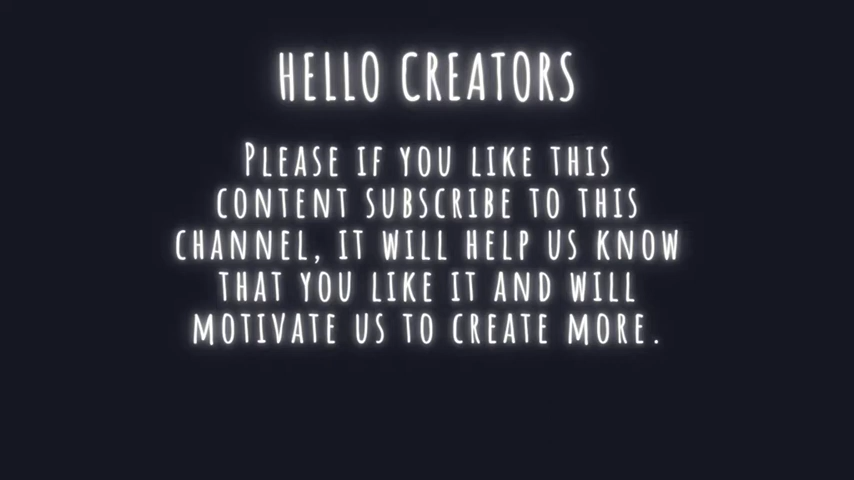 HELLO CREATORS
PLEASE IF YOU LIKE THIS
CONTENT SUBSCRIBE TO THIS
CHANNEL, IT WILL HELP US KNOW
THAT YOU LIKE IT AND WILL
MOTIVATE US TO CREATE MORE.